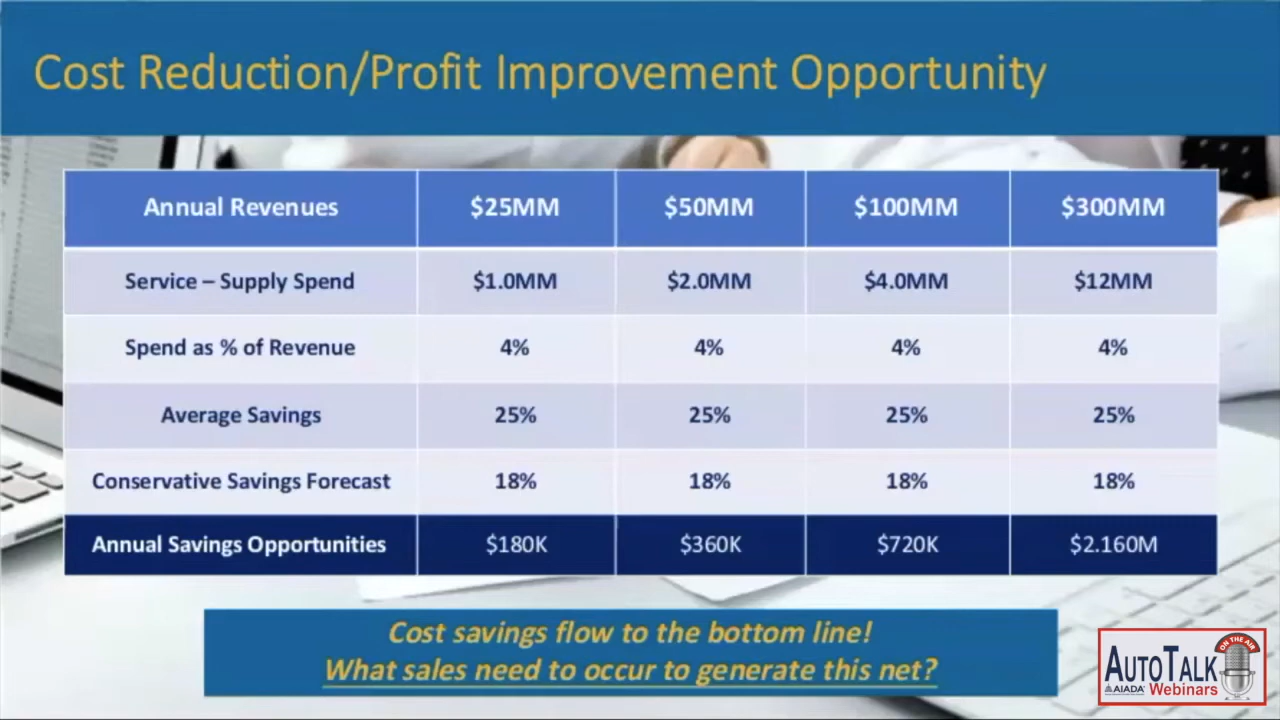 Cost Reduction/Profit Improvement Opportunity
Annual Revenues $25MM $50MM $100MM $300MM
Service – Supply Spend $1.0MM $2.0MM $4.0MM $12MM
Spend as % of Revenue 4% 4% 4% 4%
Average Savings 25% 25% 25% 25%
Conservative Savings Forecast 18% 18% 18% 18%
Annual Savings Opportunities $180K $360K $720K $2.160M
Cost savings flow to the bottom line!
What sales need to occur to generate this net?
ON THE AIR
AUTOTALK
AIADA Webinars